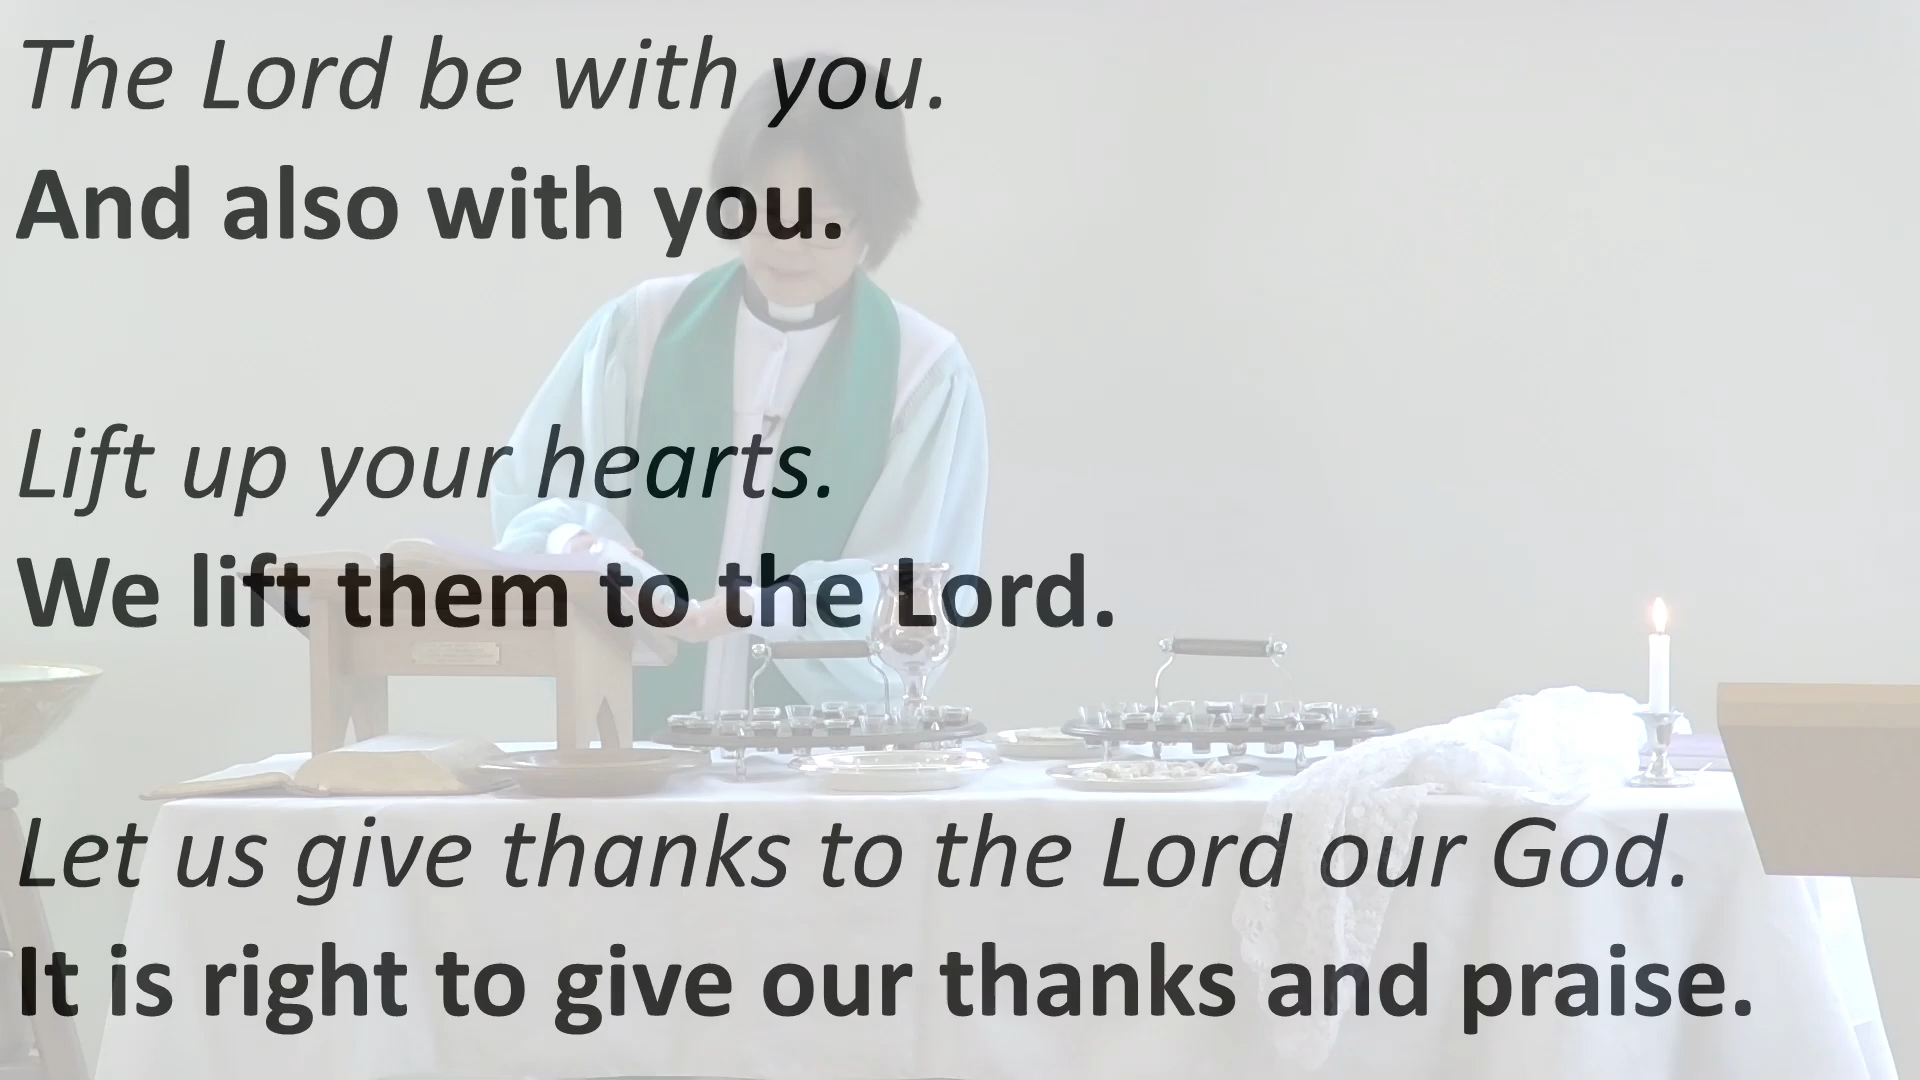 The Lord be with you.
And also with you.
Lift up your hearts.
We lift them to the Lord.
Let us give thanks to the Lord our God.
It is right to give our thanks and praise.